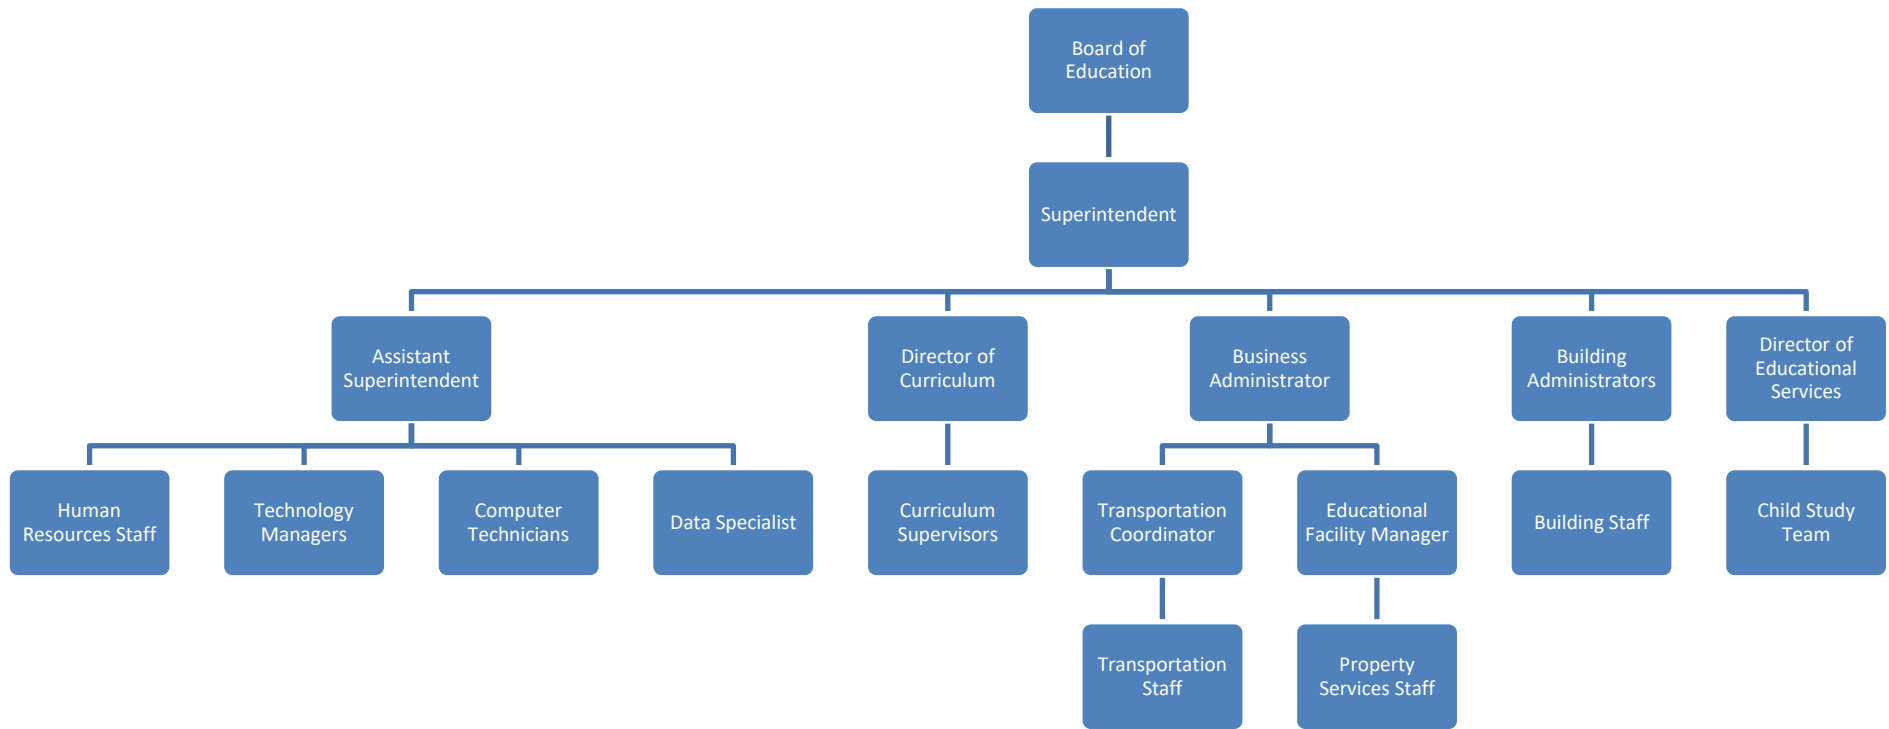 Board of
Education
Superintendent
Assistant
Superintendent
Director of
Curriculum
Business
Administrator
Building
Administrators
Director of
Educational
Services
Human
Resources Staff
Technology
Managers
Computer
Technicians
Data Specialist
Curriculum
Supervisors
Transportation
Coordinator
Educational
Facility Manager
Building Staff
Child Study
Team
Transportation
Staff
Property
Services Staff